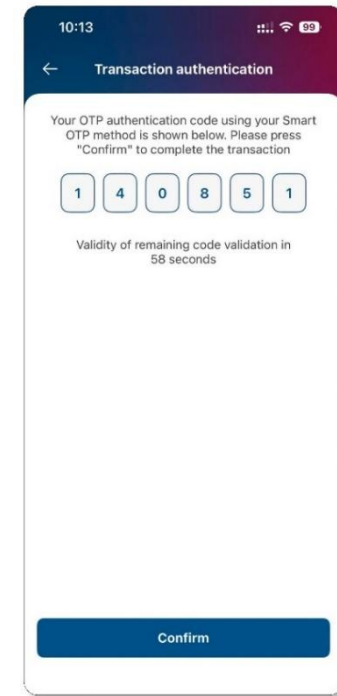 10:13
99
Transaction authentication
Your OTP authentication code using your Smart
OTP method is shown below. Please press
"Confirm" to complete the transaction
1 4 0 8 5 1
Validity of remaining code validation in
58 seconds
Confirm